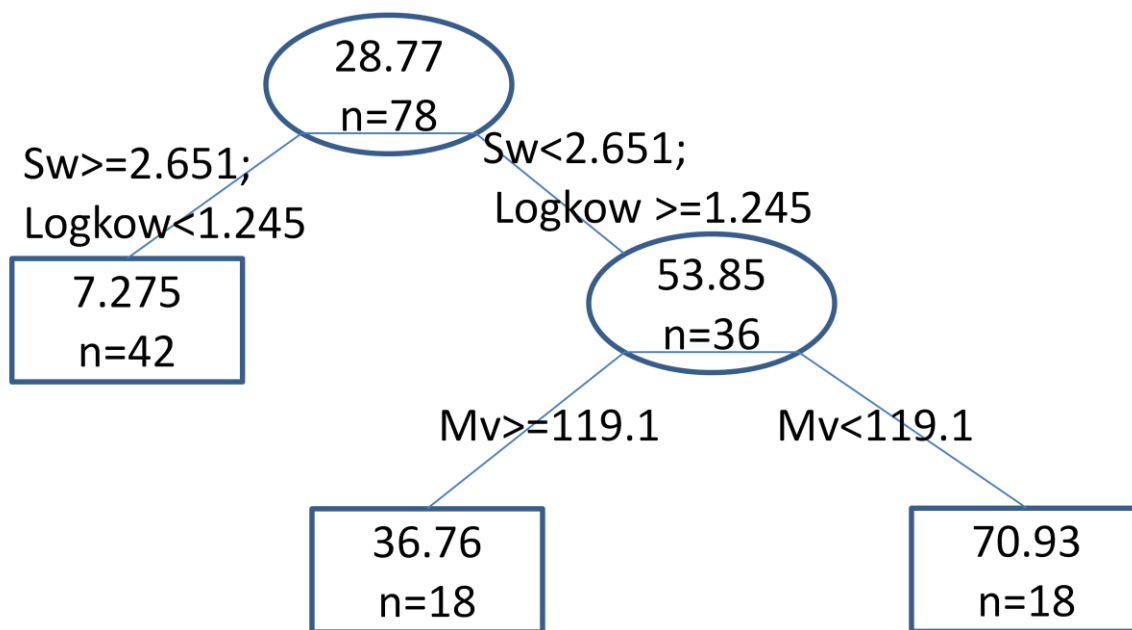 28.77
n=78
Sw>=2.651;
Logkow<1.245
Sw<2.651;
Logkow >=1.245
7.275
n=42
53.85
n=36
Mv>=119.1
Mv<119.1
36.76
n=18
70.93
n=18